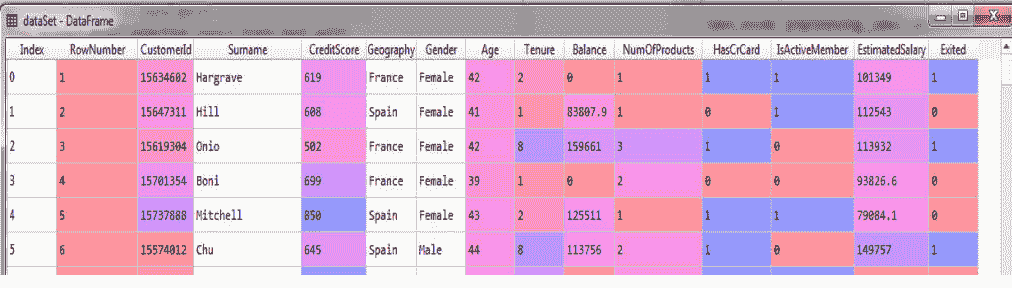 dataSet - DataFrame
Index RowNumber CustomerId Surname CreditScore Geography Gender Age Tenure Balance NumOfProducts HasCrCard IsActiveMember EstimatedSalary Exited
0 1 15634602 Hargrave 619 France Female 42 2 0 1 1 1 101349 1
1 2 15647311 Hill 608 Spain Female 41 1 83807.9 1 0 1 112543 0
2 3 15619304 Onio 502 France Female 42 8 159661 3 1 0 113932 1
3 4 15701354 Boni 699 France Female 39 1 0 2 0 0 93826.6 0
4 5 15737888 Mitchell 850 Spain Female 43 2 125511 1 1 1 79084.1 0
5 6 15574012 Chu 645 Spain Male 44 8 113756 2 1 0 149757 1